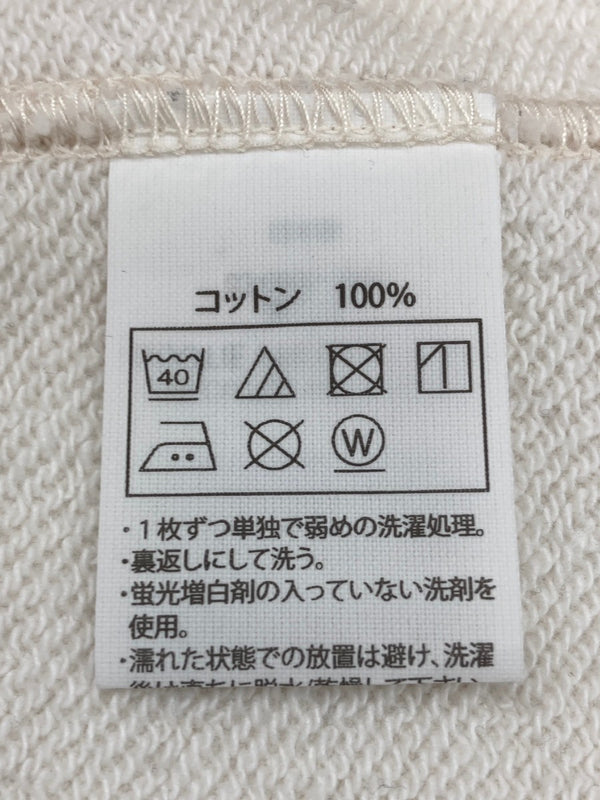 コットン 100%
40
W
・1枚ずつ単独で弱めの洗濯処理。
・裏返しにして洗う。
・蛍光増白剤の入っていない洗剤を
使用。
・濡れた状態での放置は避け、洗濯